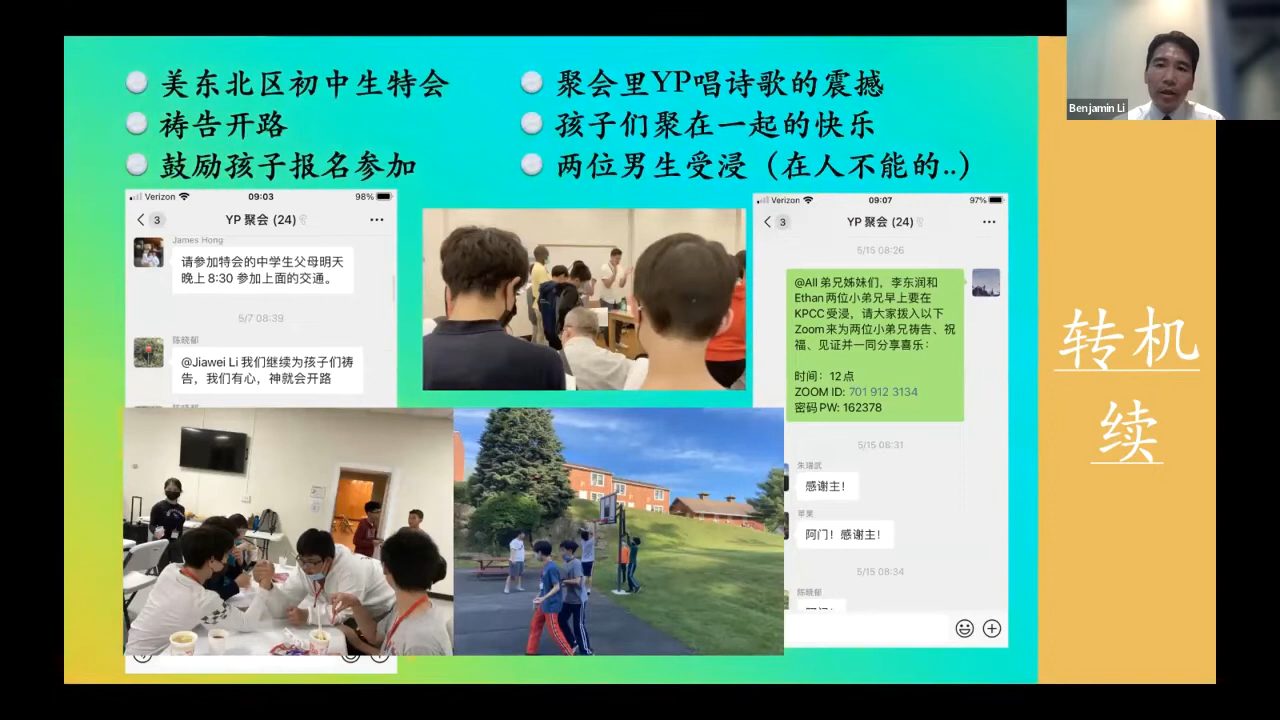 美东北区初中生特会
祷告开路
鼓励孩子报名参加
聚会里YP唱诗歌的震撼
孩子们聚在一起的快乐
两位男生受浸（在人不能的..）
Benjamin Li
转机
续
Verizon
09:03
98%
3
YP 聚会 (24)
James Hong
请参加特会的中学生父母明天
晚上 8:30 参加上面的交通。
5/7 08:39
陈晓郁
@Jiawei Li 我们继续为孩子们祷
告，我们有心，神就会开路
Verizon
09:07
97%
3
YP 聚会 (24)
5/15 08:26
@All 弟兄姊妹们，李东润和
Ethan 两位小弟兄早上要在
KPCC 受浸，请大家拨入以下
Zoom 来为两位小弟兄祷告、祝
福、见证并一同分享喜乐：
时间：12 点
ZOOM ID: 701 912 3134
密码 PW: 162378
5/15 08:31
感谢主！
苹果
阿门！感谢主！
5/15 08:34
陈晓郁